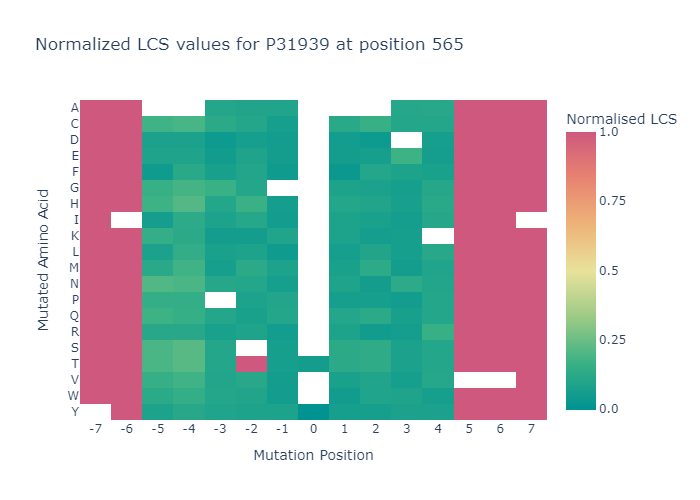 Normalized LCS values for P31939 at position 565
Normalised LCS
1.0
0.75
0.5
0.25
0.0
Mutated Amino Acid
A
C
D
E
F
G
H
I
K
L
M
N
P
Q
R
S
T
V
W
Y
-7 -6 -5 -4 -3 -2 -1 0 1 2 3 4 5 6 7
Mutation Position